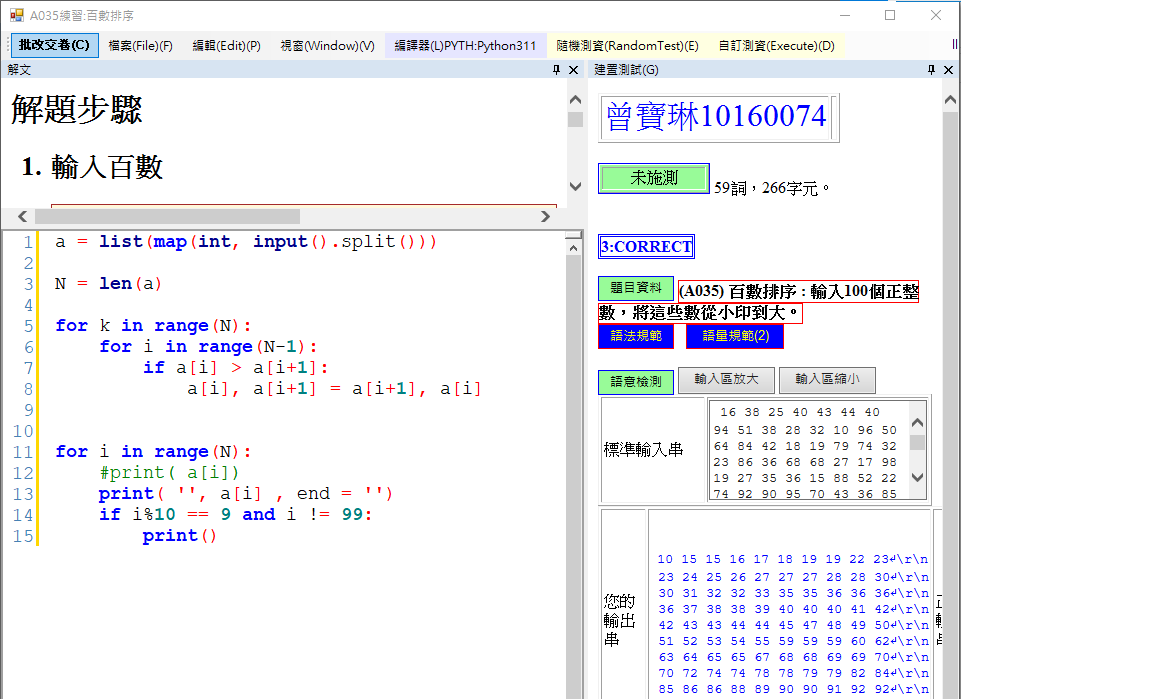 A035練習:百數排序
批改交卷(C) 檔案(File)(F) 編輯(Edit)(P) 視窗(Window)(V) 編譯器(L)PYTH:Python311 隨機測資(RandomTest)(E) 自訂測資(Execute)(D)
解文
解題步驟
1. 輸入百數
1 a = list(map(int, input().split()))
2
3 N = len(a)
4
5 for k in range(N):
6     for i in range(N-1):
7         if a[i] > a[i+1]:
8             a[i], a[i+1] = a[i+1], a[i]
9
10
11 for i in range(N):
12     #print( a[i])
13     print( '', a[i] , end = '')
14     if i%10 == 9 and i != 99:
15         print()
建置測試(G)
曾寶琳10160074
未施測 59詞，266字元。
3:CORRECT
題目資料 (A035) 百數排序 : 輸入100個正整
數，將這些數從小印到大。
語法規範 語量規範(2)
語意檢測 輸入區放大 輸入區縮小
標準輸入串
16 38 25 40 43 44 40
94 51 38 28 32 10 96 50
64 84 42 18 19 79 74 32
23 86 36 68 68 27 17 98
19 27 35 36 15 88 52 22
74 92 90 95 70 43 36 85
您的
輸出
串
10 15 15 16 17 18 19 19 22 23↵\r\n
23 24 25 26 27 27 27 28 28 30↵\r\n
30 31 32 32 33 35 35 36 36 36↵\r\n
36 37 38 38 39 40 40 40 41 42↵\r\n
42 43 43 44 44 45 47 48 49 50↵\r\n
51 52 53 54 55 59 59 59 60 62↵\r\n
63 64 65 65 67 68 68 69 69 70↵\r\n
70 72 74 74 78 78 79 79 82 84↵\r\n
85 86 86 88 89 90 90 91 92 92↵\r\n